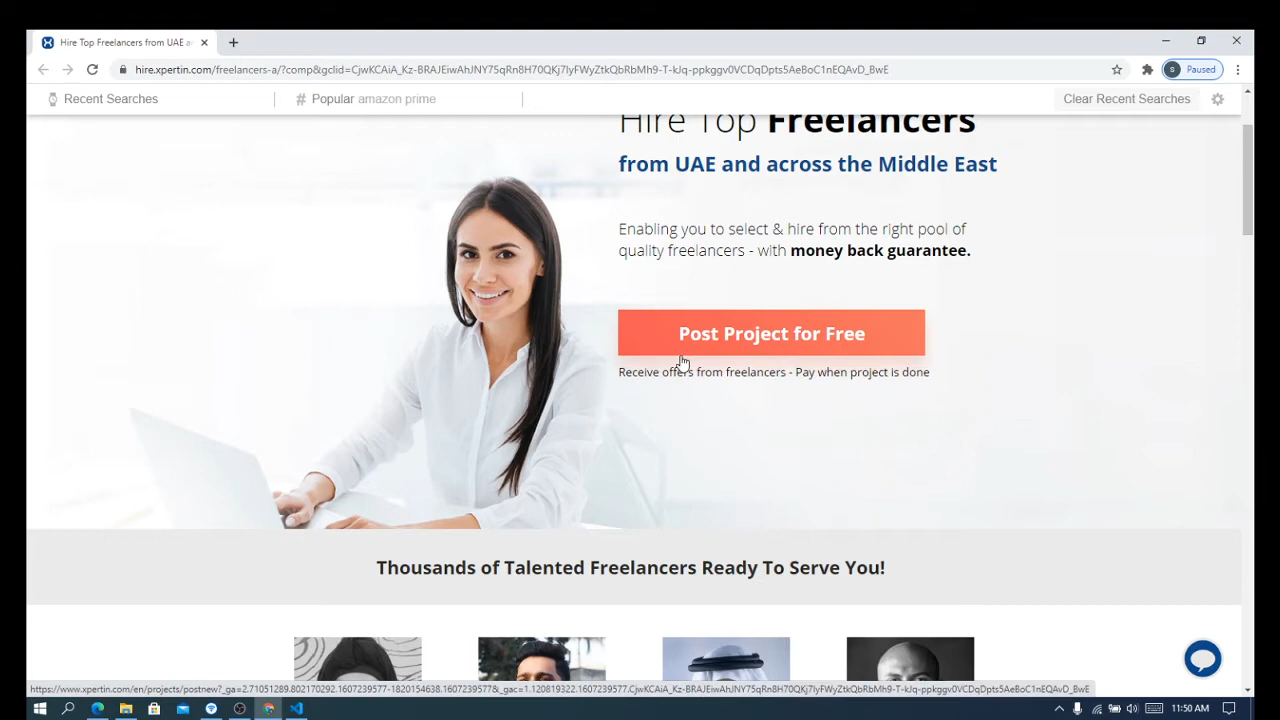 Hire Top Freelancers from UAE a
hire.xpertin.com/freelancers-a/?comp&gclid=CjwKCAiA_Kz-BRAJEiwAhJNY75qRn8H70QKj7IyFWyZtkQbRbMh9-T-kJq-ppkggv0VCDqDpts5AeBoC1nEQAvD_BwE
S Paused
Recent Searches
# Popular amazon prime
Clear Recent Searches
Hire Top Freelancers
from UAE and across the Middle East
Enabling you to select & hire from the right pool of
quality freelancers - with money back guarantee.
Post Project for Free
Receive offers from freelancers - Pay when project is done
Thousands of Talented Freelancers Ready To Serve You!
https://www.xpertin.com/en/projects/postnew?_ga=2.71051289.802170292.1607239577-1820154638.1607239577&_gac=1.120819322.1607239577.CjwKCAiA_Kz-BRAJEiwAhJNY75qRn8H70QKj7IyFWyZtkQbRbMh9-T-kJq-ppkggv0VCDqDpts5AeBoC1nEQAvD_BwE
11:50 AM